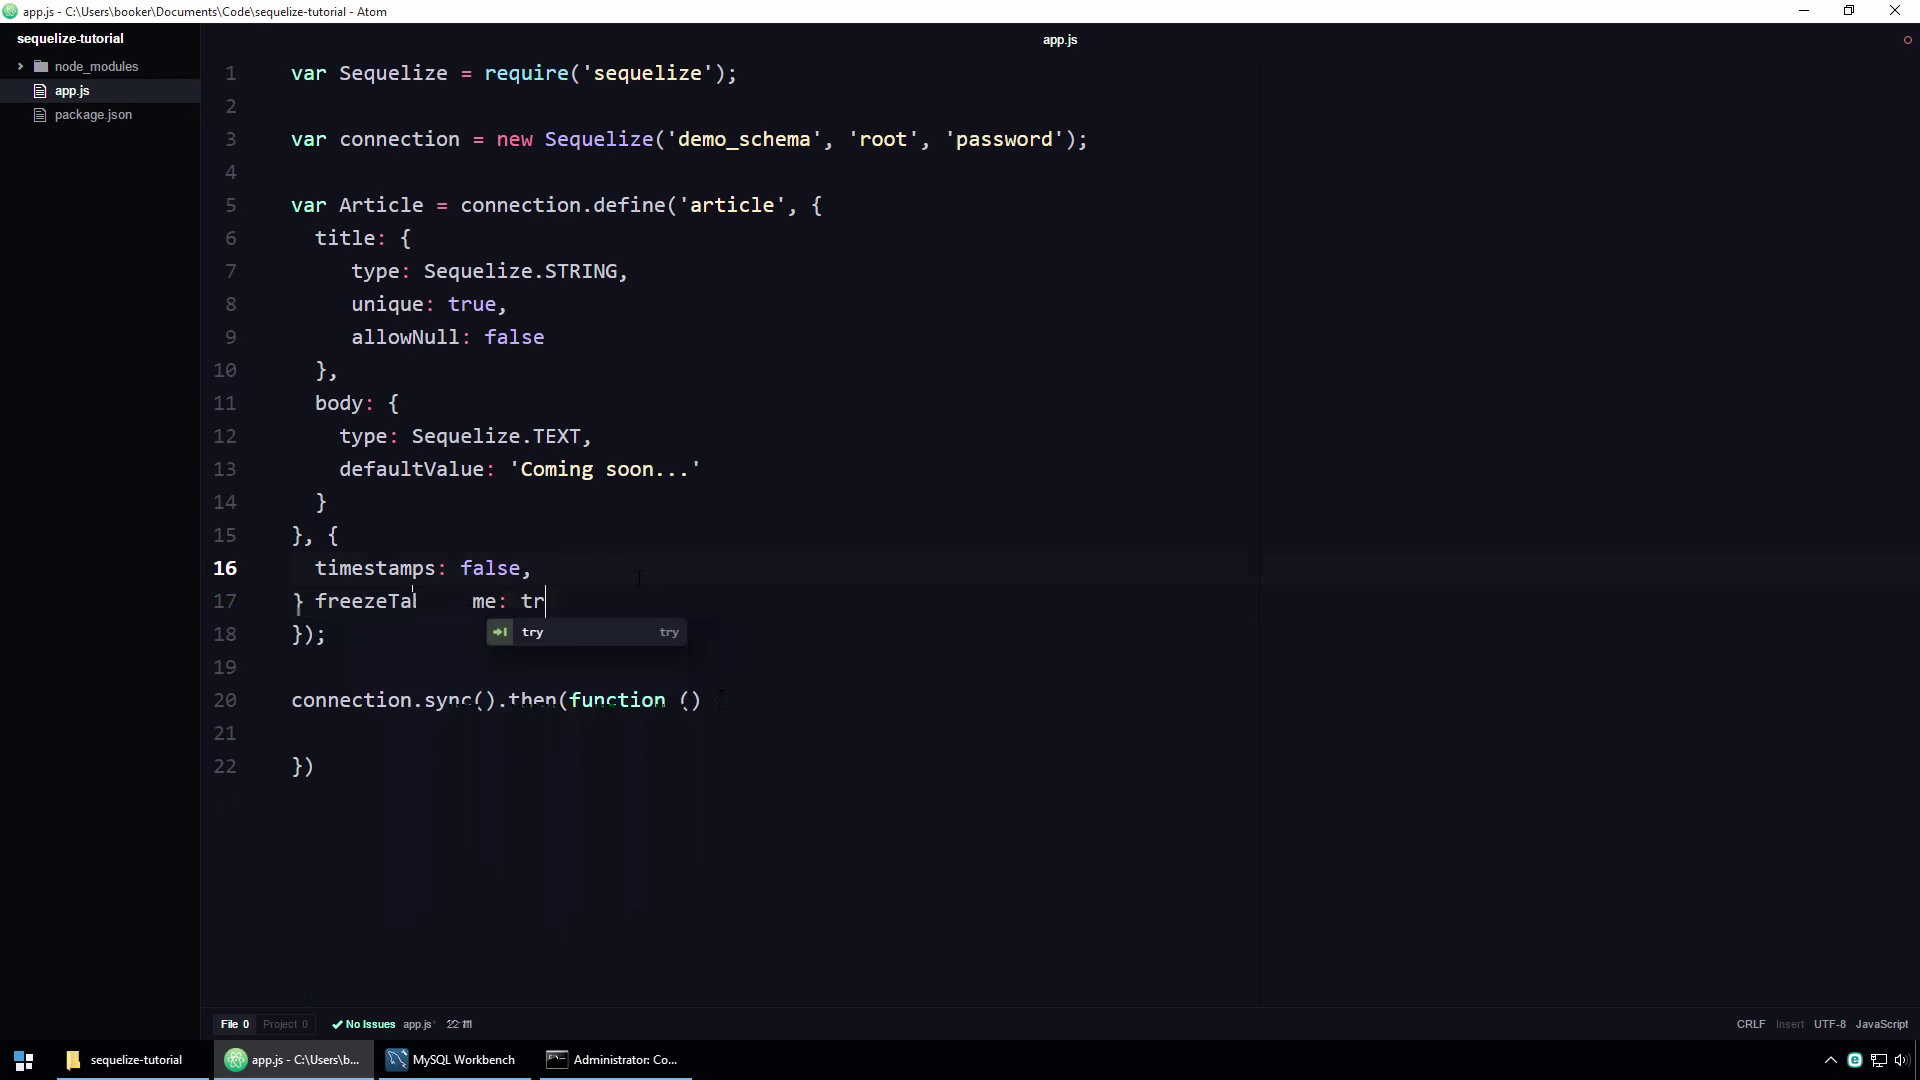 app.js - C:\Users\booker\Documents\Code\sequelize-tutorial - Atom
sequelize-tutorial
node_modules
app.js
package.json
app.js
1 var Sequelize = require('sequelize');
2
3 var connection = new Sequelize('demo_schema', 'root', 'password');
4
5 var Article = connection.define('article', {
6 title: {
7 type: Sequelize.STRING,
8 unique: true,
9 allowNull: false
10 },
11 body: {
12 type: Sequelize.TEXT,
13 defaultValue: 'Coming soon...'
14 }
15 }, {
16 timestamps: false,
17 } freezeTa me: tr
try try
18 });
19
20 connection.sync().then(function () {
21
22 })
File 0 Project 0 No Issues app.js*
CRLF Insert UTF-8 JavaScript
sequelize-tutorial
app.js - C:\Users\b...
MySQL Workbench
Administrator: Co...